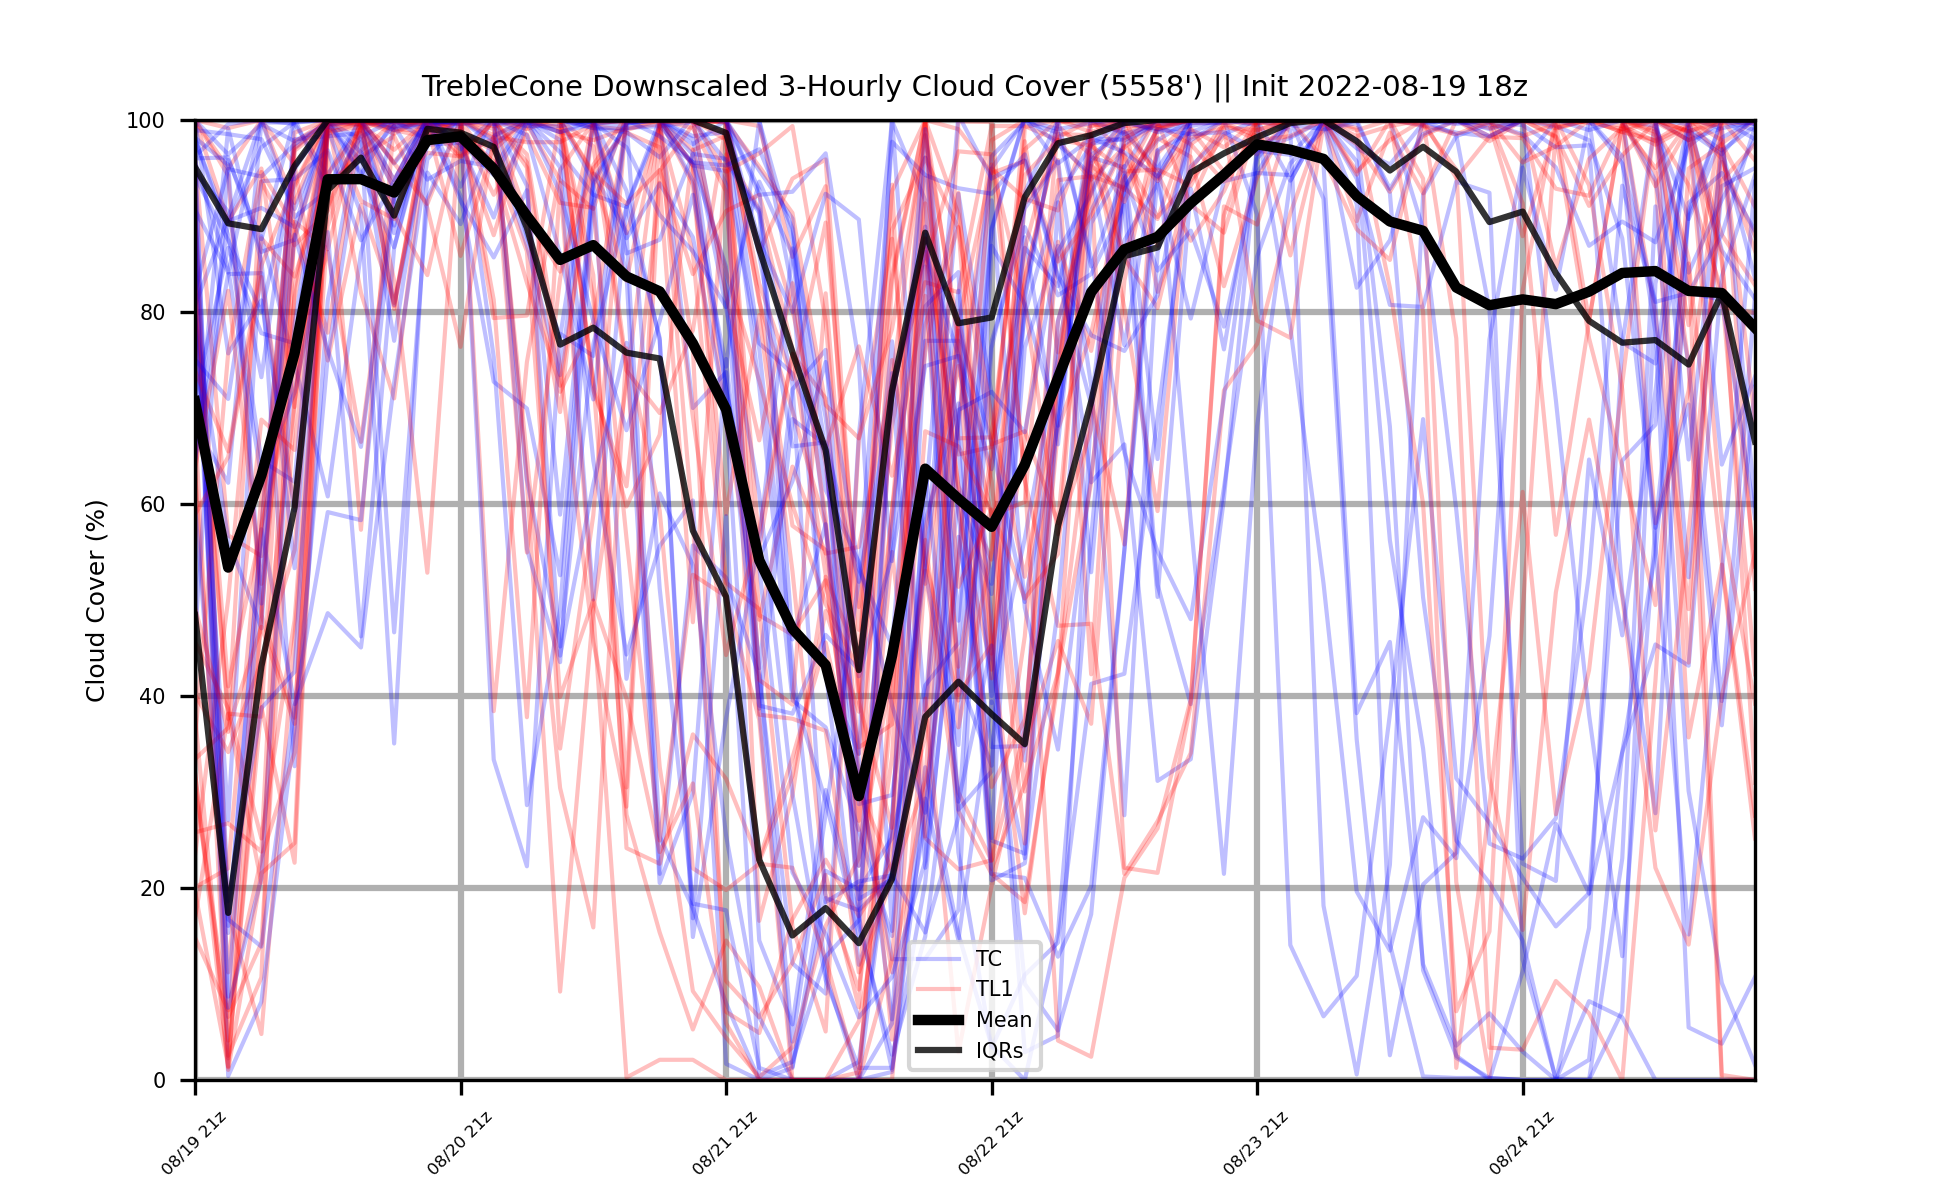 TrebleCone Downscaled 3-Hourly Cloud Cover (5558') || Init 2022-08-19 18z
Cloud Cover (%)
100
80
60
40
20
0
TC
TL1
Mean
IQRs
08/19 21z
08/20 21z
08/21 21z
08/22 21z
08/23 21z
08/24 21z